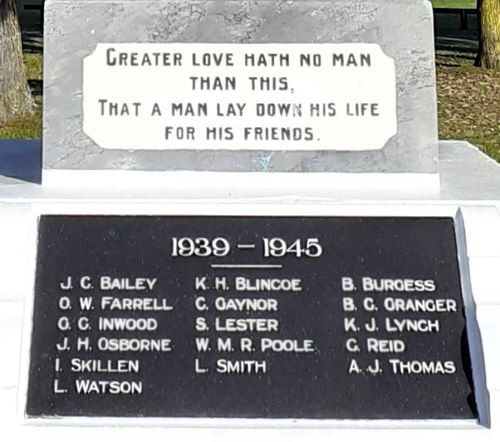 GREATER LOVE HATH NO MAN
THAN THIS,
THAT A MAN LAY DOWN HIS LIFE
FOR HIS FRIENDS.
1939 – 1945
J. C. BAILEY K. H. BLINCOE B. BURGESS
O. W. FARRELL C. GAYNOR B. C. GRANGER
G. C. INWOOD S. LESTER K. J. LYNCH
J. H. OSBORNE W. M. R. POOLE C. REID
I. SKILLEN L. SMITH A. J. THOMAS
L. WATSON